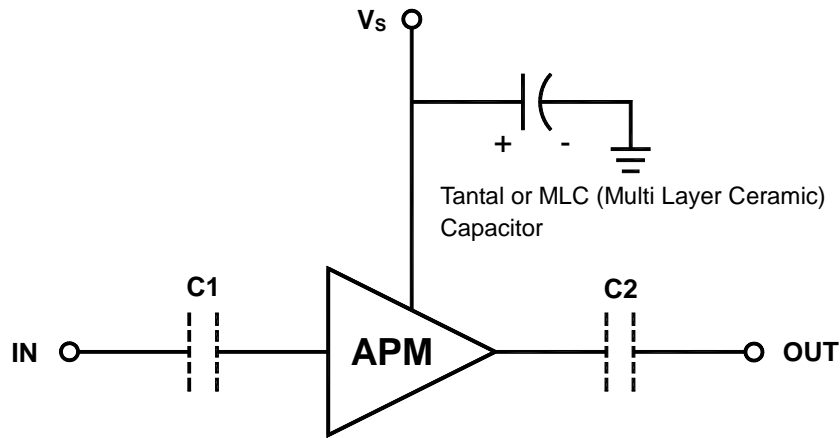 Vs
+ -
Tantal or MLC (Multi Layer Ceramic)
Capacitor
C1
C2
IN
APM
OUT